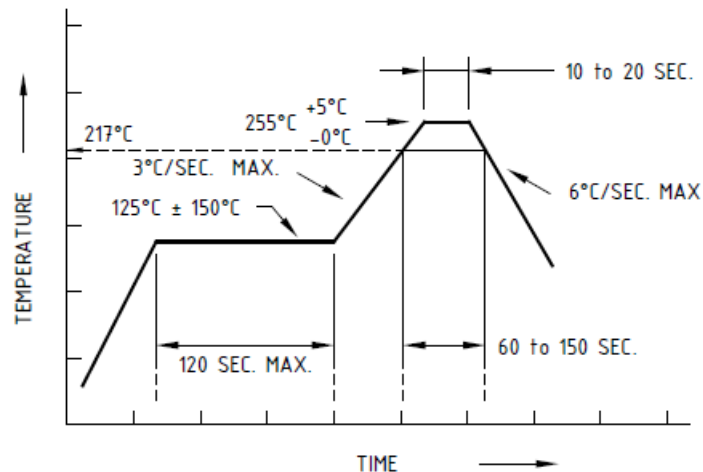 10 to 20 SEC.
+5°C
255°C
-0°C
217°C
3°C/SEC. MAX.
6°C/SEC. MAX
125°C ± 150°C
TEMPERATURE
120 SEC. MAX.
60 to 150 SEC.
TIME